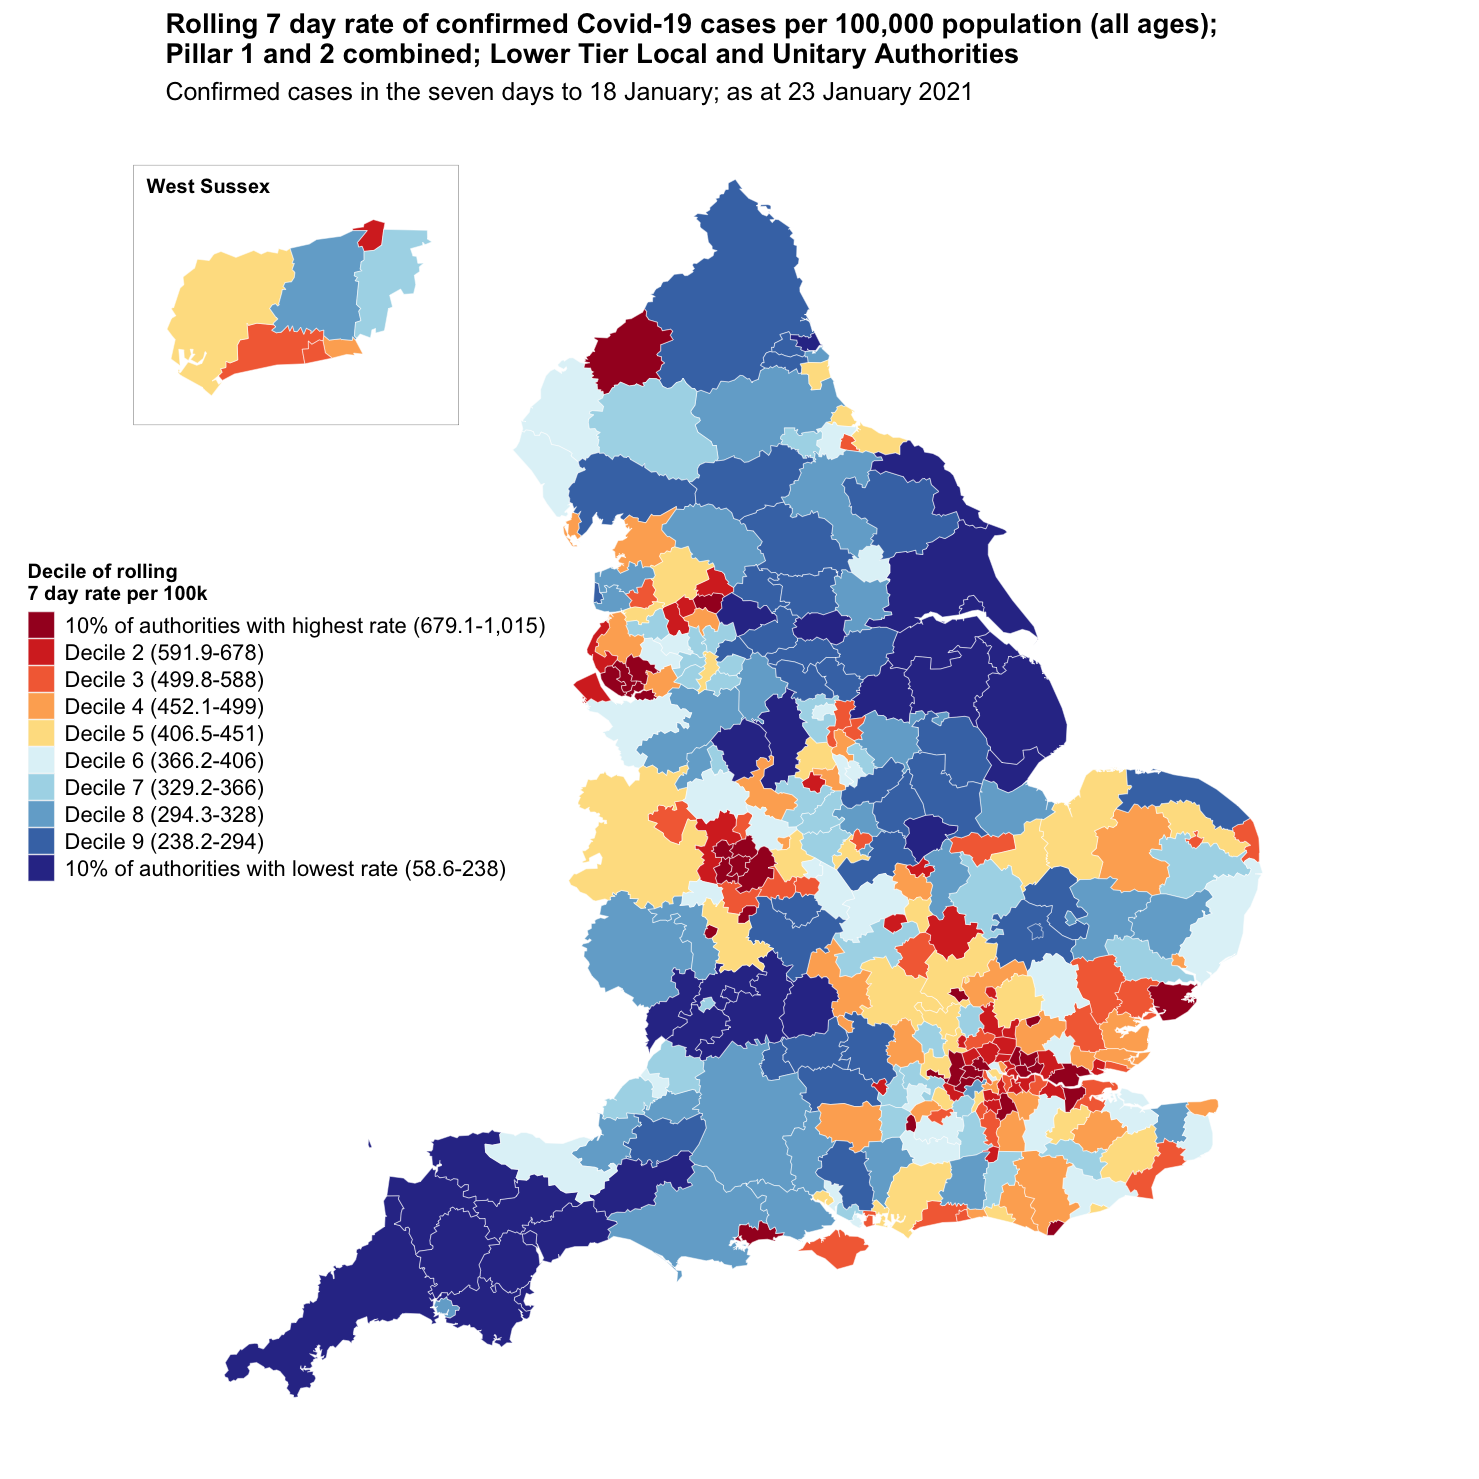 Rolling 7 day rate of confirmed Covid-19 cases per 100,000 population (all ages);
Pillar 1 and 2 combined; Lower Tier Local and Unitary Authorities
Confirmed cases in the seven days to 18 January; as at 23 January 2021
West Sussex
Decile of rolling
7 day rate per 100k
10% of authorities with highest rate (679.1-1,015)
Decile 2 (591.9-678)
Decile 3 (499.8-588)
Decile 4 (452.1-499)
Decile 5 (406.5-451)
Decile 6 (366.2-406)
Decile 7 (329.2-366)
Decile 8 (294.3-328)
Decile 9 (238.2-294)
10% of authorities with lowest rate (58.6-238)